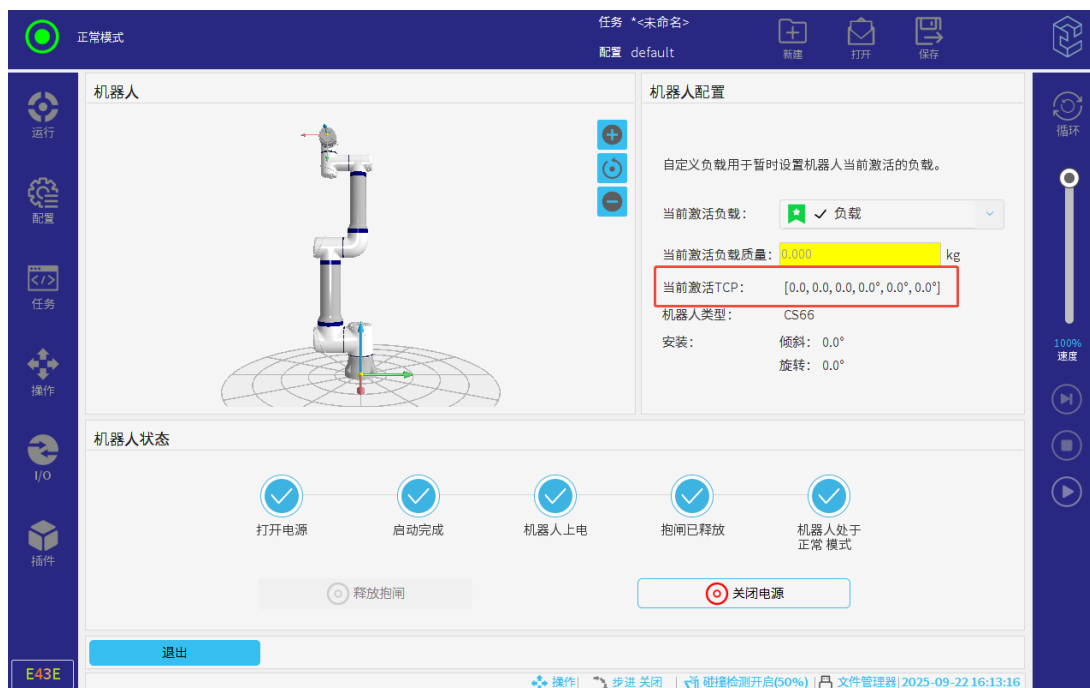 正常模式
任务 *<未命名>
配置 default
新建
打开
保存
运行
配置
任务
操作
I/O
插件
E43E
机器人
机器人配置
自定义负载用于暂时设置机器人当前激活的负载。
当前激活负载： 负载
当前激活负载质量： 0.000 kg
当前激活TCP： [0.0, 0.0, 0.0, 0.0°, 0.0°, 0.0°]
机器人类型： CS66
安装： 倾斜： 0.0°
旋转： 0.0°
机器人状态
打开电源
启动完成
机器人上电
抱闸已释放
机器人处于
正常模式
释放抱闸
关闭电源
退出
循环
100%
速度
操作| 步进 关闭 | 碰撞检测开启(50%) | 文件管理器| 2025-09-22 16:13:16